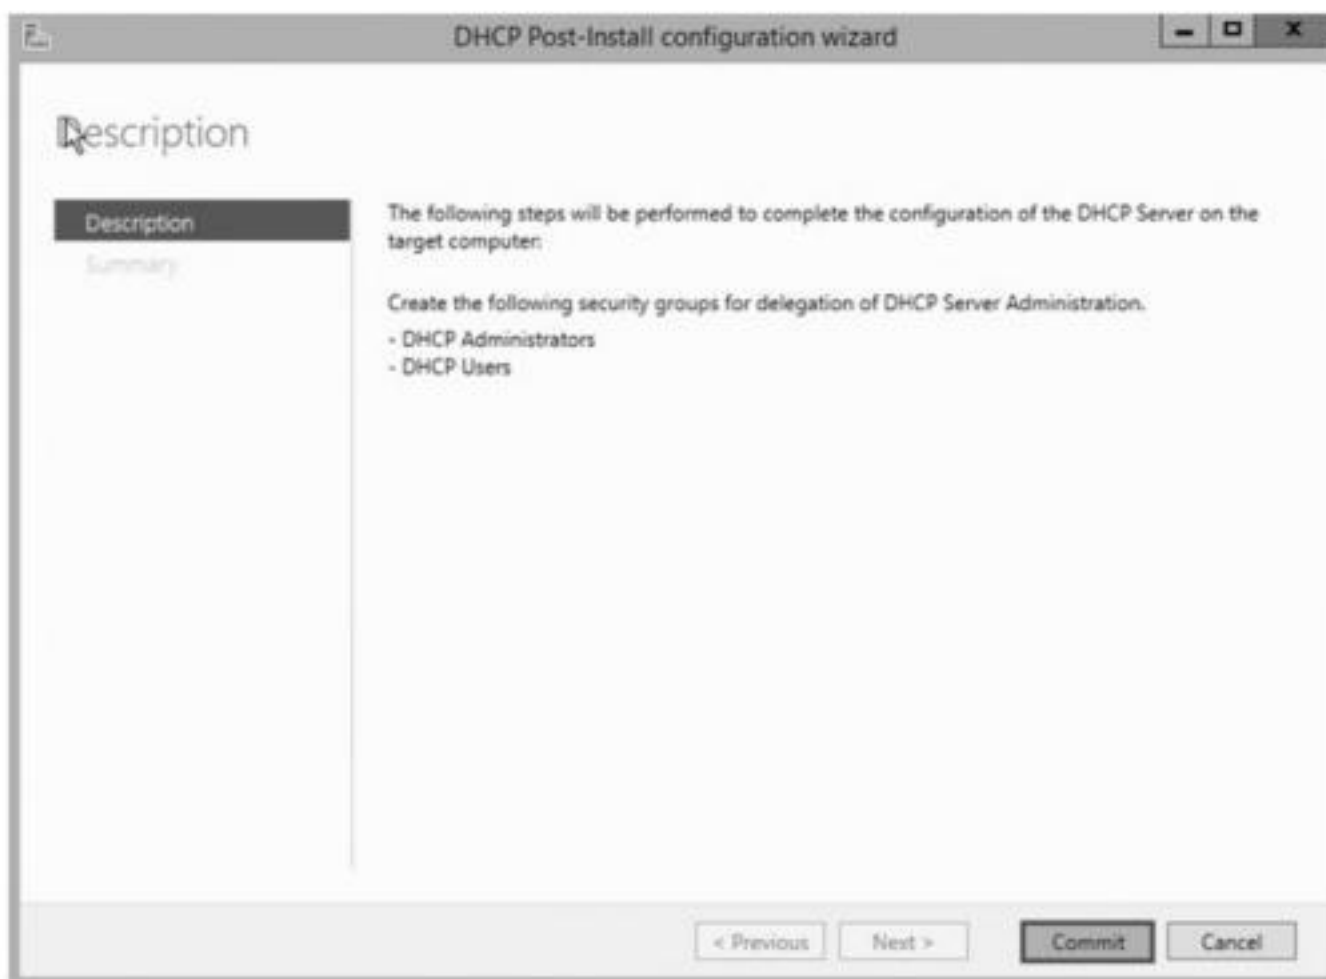 DHCP Post-Install configuration wizard
Description
Description
Summary
The following steps will be performed to complete the configuration of the DHCP Server on the
target computer:
Create the following security groups for delegation of DHCP Server Administration.
- DHCP Administrators
- DHCP Users
< Previous
Next >
Commit
Cancel